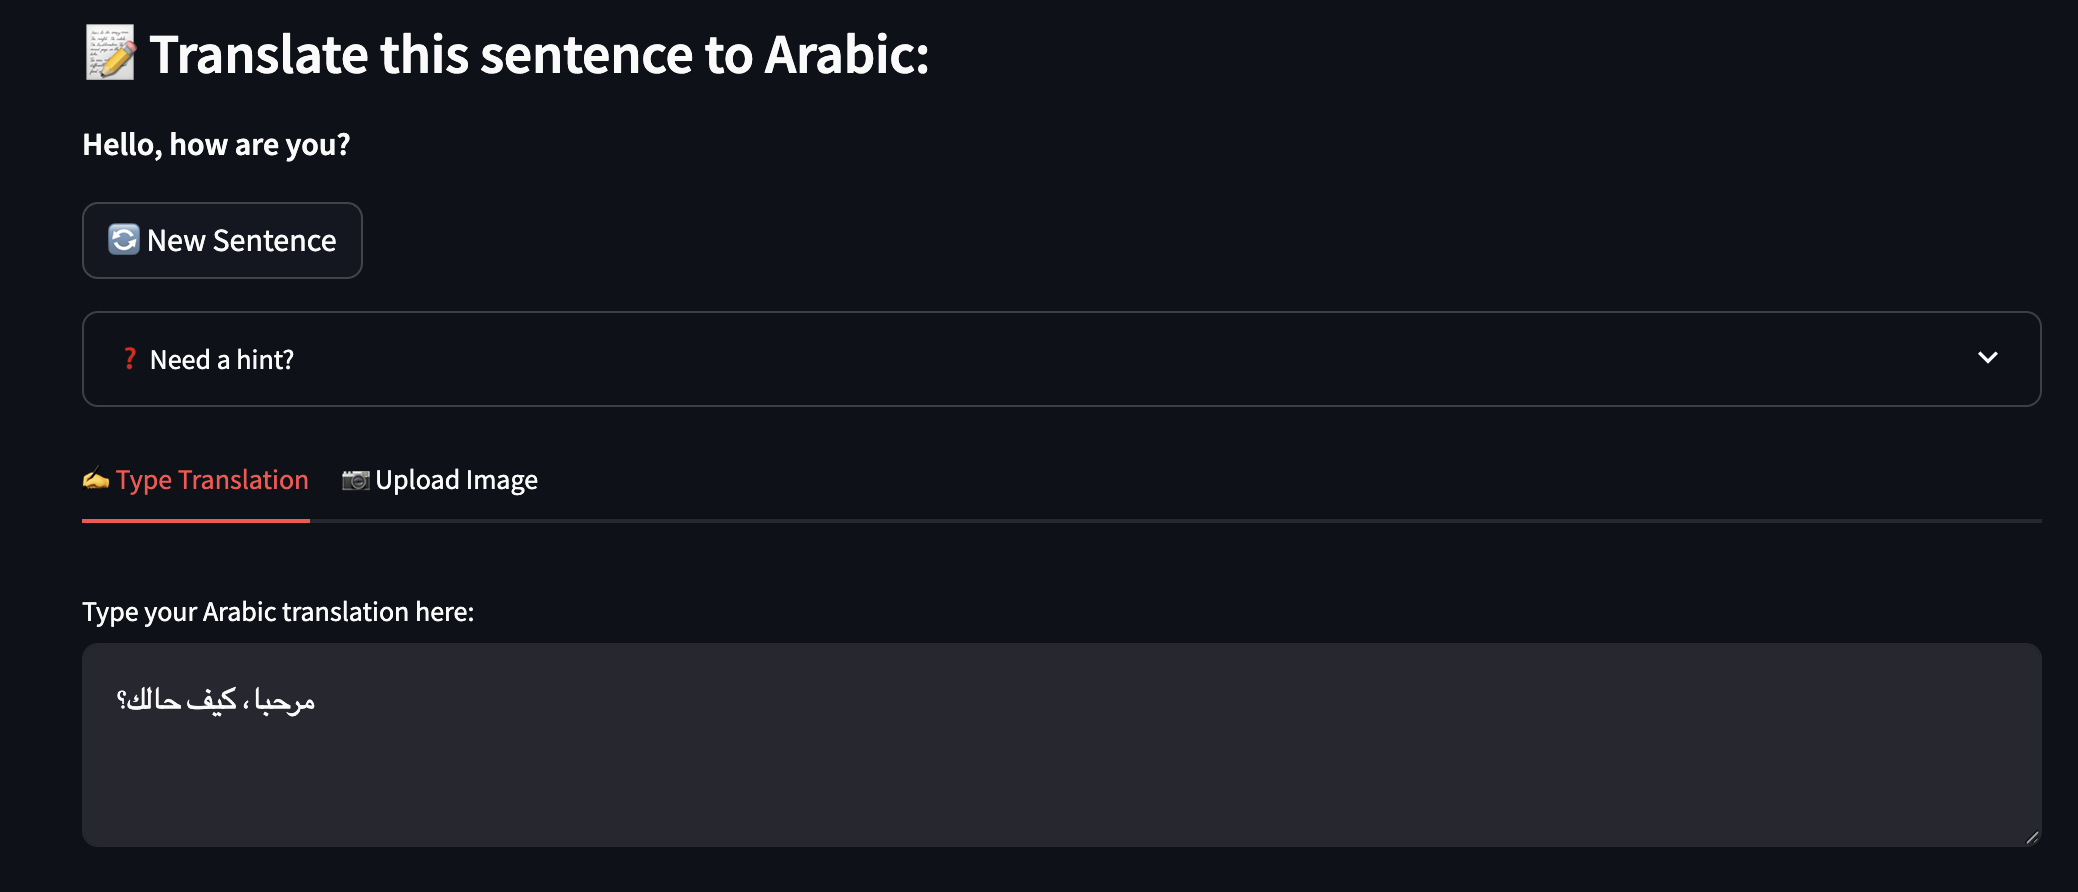 📝 Translate this sentence to Arabic:
Hello, how are you?
🔄 New Sentence
❓ Need a hint?
✍️ Type Translation 📷 Upload Image
Type your Arabic translation here:
مرحبا، كيف حالك؟